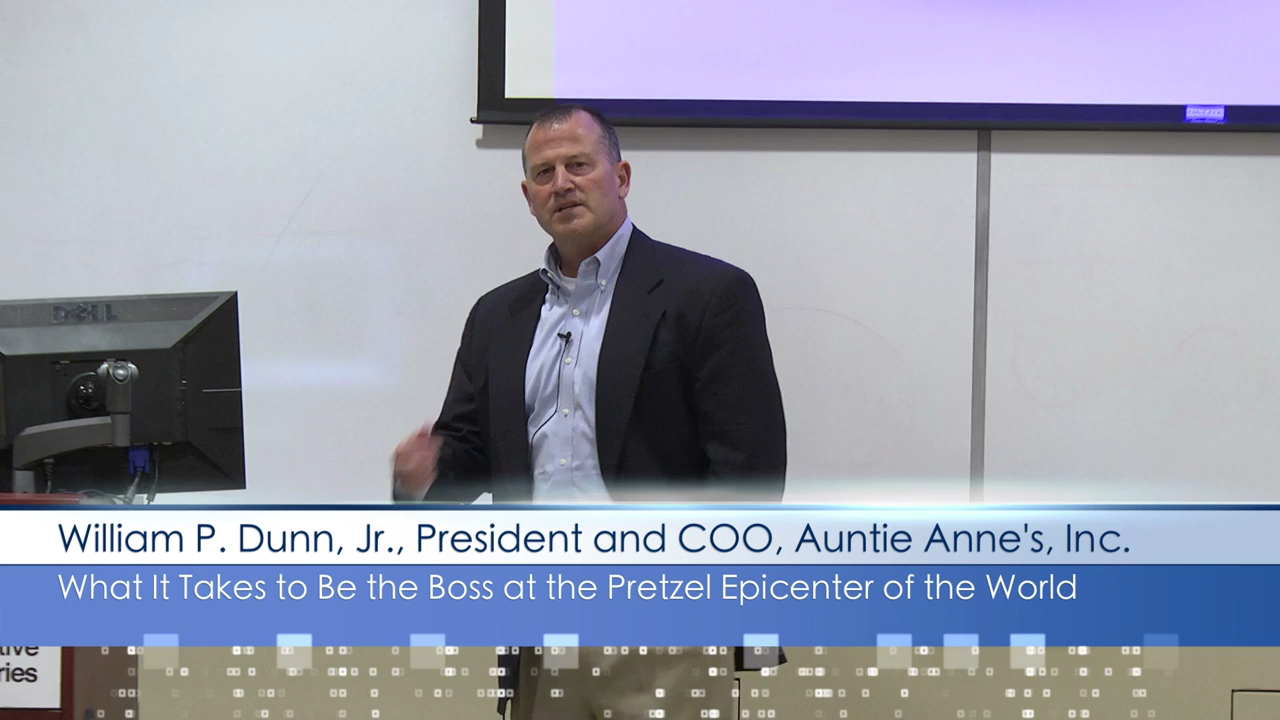 DELL
William P. Dunn, Jr., President and COO, Auntie Anne's, Inc.
What It Takes to Be the Boss at the Pretzel Epicenter of the World